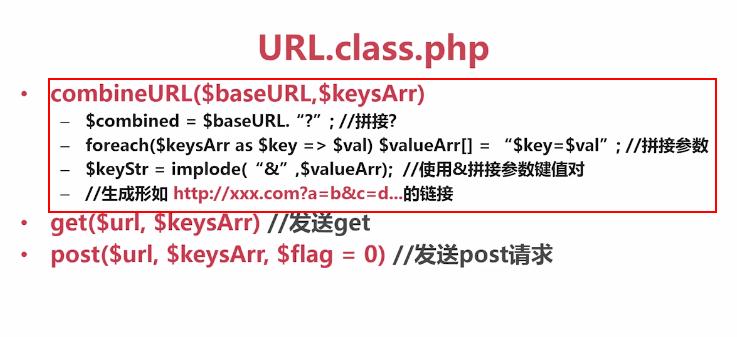 URL.class.php
• combineURL($baseURL,$keysArr)
– $combined = $baseURL. “?” ; //拼接?
– foreach($keysArr as $key => $val) $valueArr[] = “$key=$val” ; //拼接参数
– $keyStr = implode( “&” ,$valueArr); //使用&拼接参数键值对
– //生成形如 http://xxx.com?a=b&c=d...的链接
• get($url, $keysArr) //发送get
• post($url, $keysArr, $flag = 0) //发送post请求